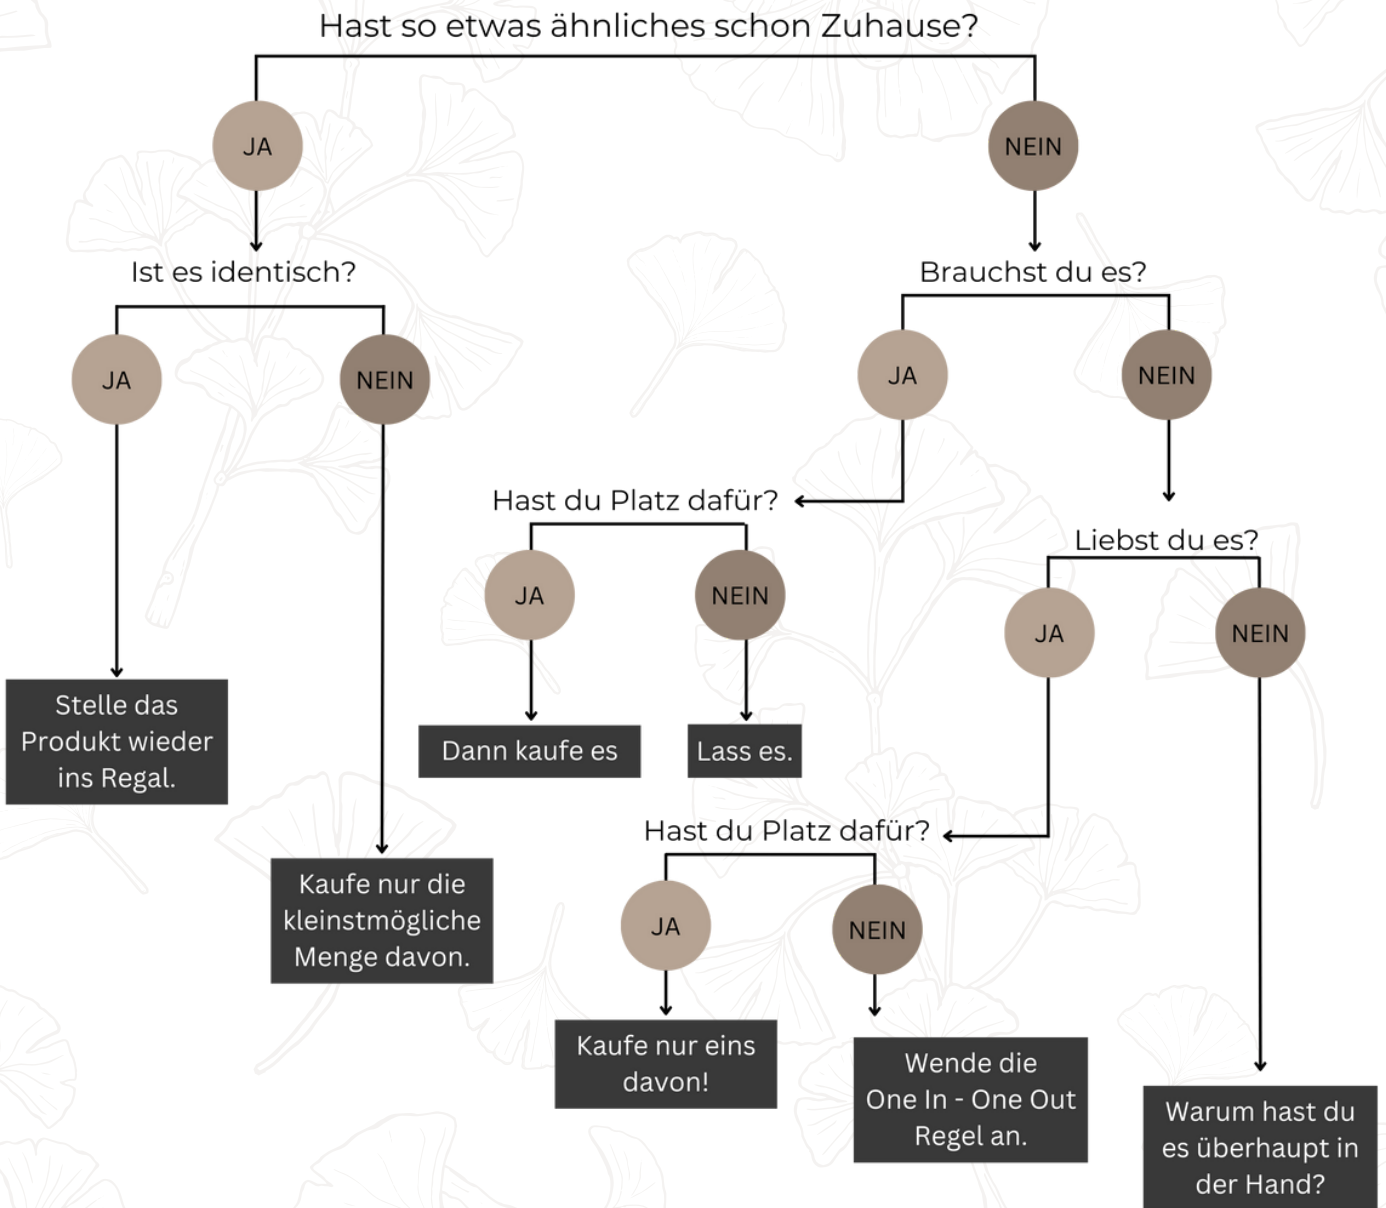 Hast so etwas ähnliches schon Zuhause?
JA
NEIN
Ist es identisch?
Brauchst du es?
JA
NEIN
JA
NEIN
Hast du Platz dafür?
Liebst du es?
JA
NEIN
JA
NEIN
Stelle das
Produkt wieder
ins Regal.
Dann kaufe es
Lass es.
Hast du Platz dafür?
Kaufe nur die
kleinstmögliche
Menge davon.
JA
NEIN
Kaufe nur eins
davon!
Wende die
One In - One Out
Regel an.
Warum hast du
es überhaupt in
der Hand?